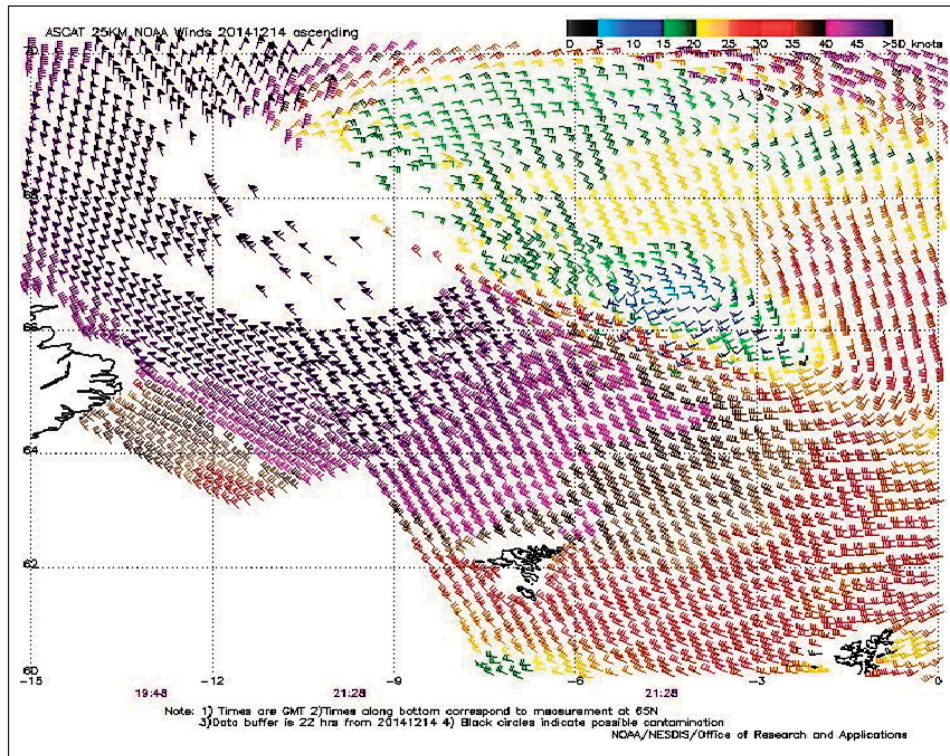 ASCAT 25KM NOAA Winds 20141214 ascending
0 5 10 15 20 25 30 35 40 45 >50 knots
70
68
66
64
62
60
-15 -12 -9 -6 -3 0
19:48 21:28 21:28
Note: 1) Times are GMT 2)Times along bottom correspond to measurement at 65N
3)Data buffer is 22 hrs from 20141214 4) Black circles indicate possible contamination
NOAA/NESDIS/Office of Research and Applications